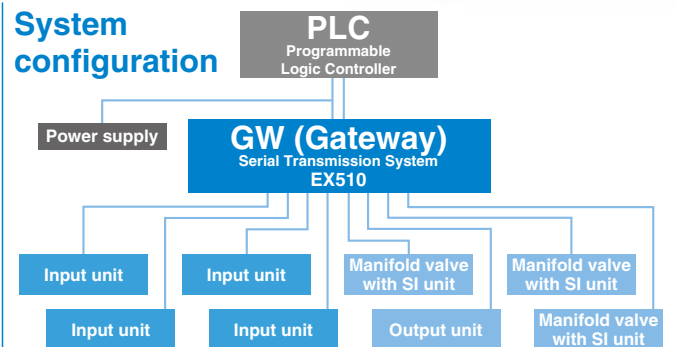 System
configuration
PLC
Programmable
Logic Controller
Power supply
GW (Gateway)
Serial Transmission System
EX510
Input unit
Input unit
Manifold valve
with SI unit
Manifold valve
with SI unit
Input unit
Input unit
Output unit
Manifold valve
with SI unit